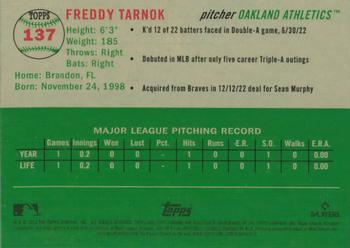 TOPPS
137
FREDDY TARNOK
pitcher OAKLAND ATHLETICS™
Height: 6'3"
Weight: 185
Throws: Right
Bats: Right
Home: Brandon, FL
Born: November 24, 1998
• K'd 12 of 22 batters faced in Double-A game, 6/30/22
• Debuted in MLB after only five career Triple-A outings
• Acquired from Braves in 12/12/22 deal for Sean Murphy
MAJOR LEAGUE PITCHING RECORD
Games Innings Won Lost Pct. Hits Runs -E.R. S.O. Walks E.R.A.
YEAR 1 0.2 0 0 - 1 0 0 1 0 0.00
LIFE 1 0.2 0 0 - 1 0 0 1 0 0.00
Topps
PLAYERS